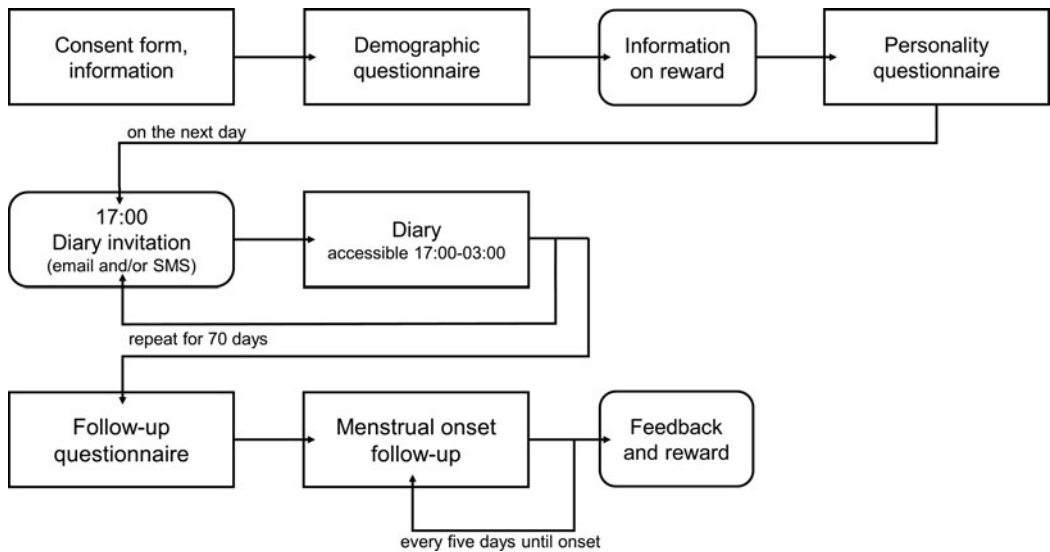 Consent form,
information
Demographic
questionnaire
Information
on reward
Personality
questionnaire
on the next day
17:00
Diary invitation
(email and/or SMS)
Diary
accessible 17:00-03:00
repeat for 70 days
Follow-up
questionnaire
Menstrual onset
follow-up
Feedback
and reward
every five days until onset